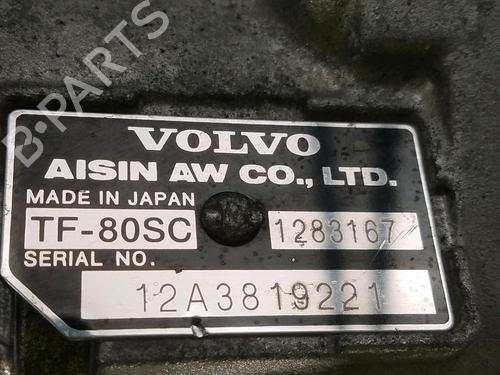 B-PARTS
VOLVO
AISIN AW CO., LTD.
MADE IN JAPAN
TF-80SC 1283167
SERIAL NO.
12A3819221